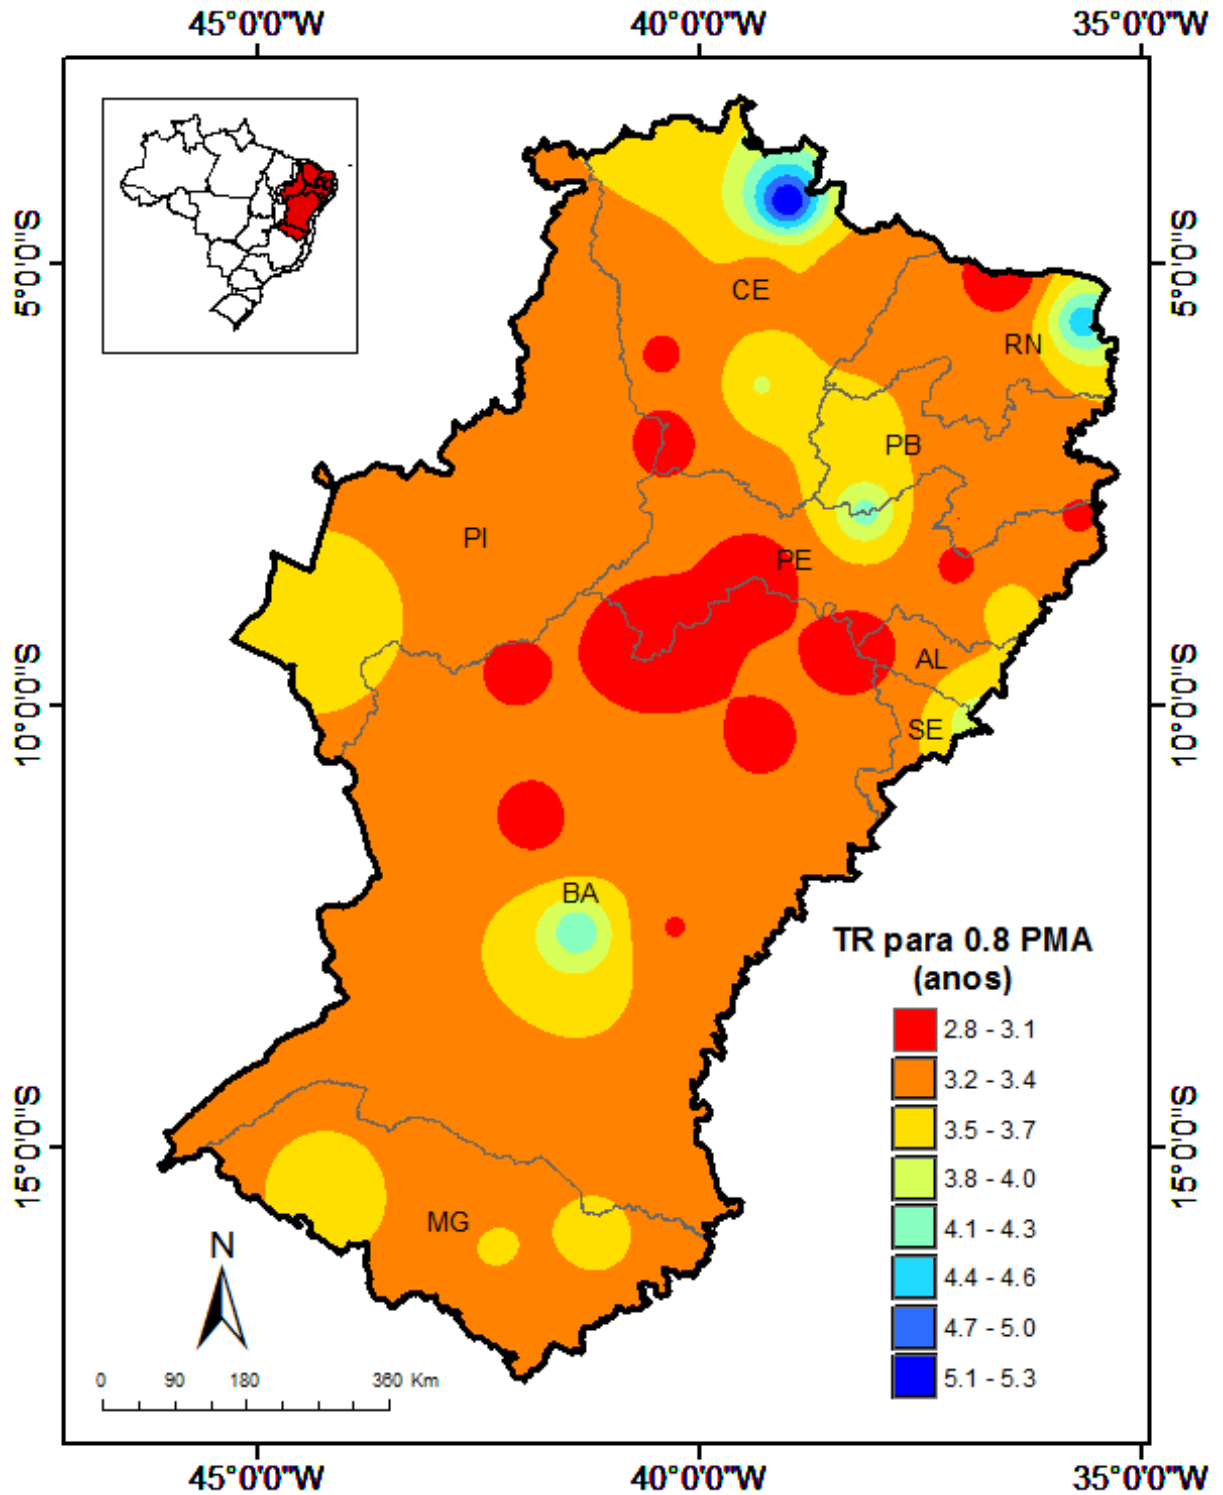 45°0'0"W 40°0'0"W 35°0'0"W
5°0'0"S 5°0'0"S
CE
RN
PB
PI
PE
AL
10°0'0"S 10°0'0"S
SE
BA
TR para 0.8 PMA
(anos)
2.8 - 3.1
3.2 - 3.4
3.5 - 3.7
3.8 - 4.0
4.1 - 4.3
4.4 - 4.6
4.7 - 5.0
5.1 - 5.3
15°0'0"S 15°0'0"S
MG
N
0 90 180 360 Km
45°0'0"W 40°0'0"W 35°0'0"W